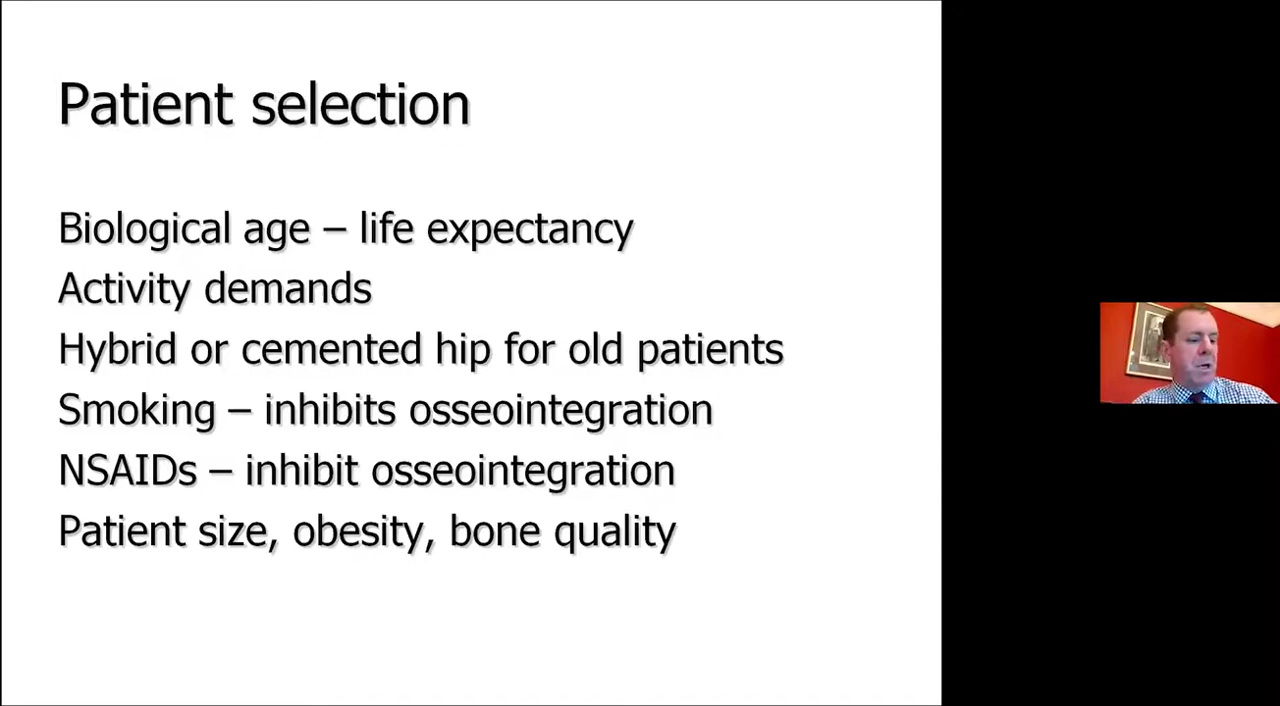 Patient selection
Biological age – life expectancy
Activity demands
Hybrid or cemented hip for old patients
Smoking – inhibits osseointegration
NSAIDs – inhibit osseointegration
Patient size, obesity, bone quality